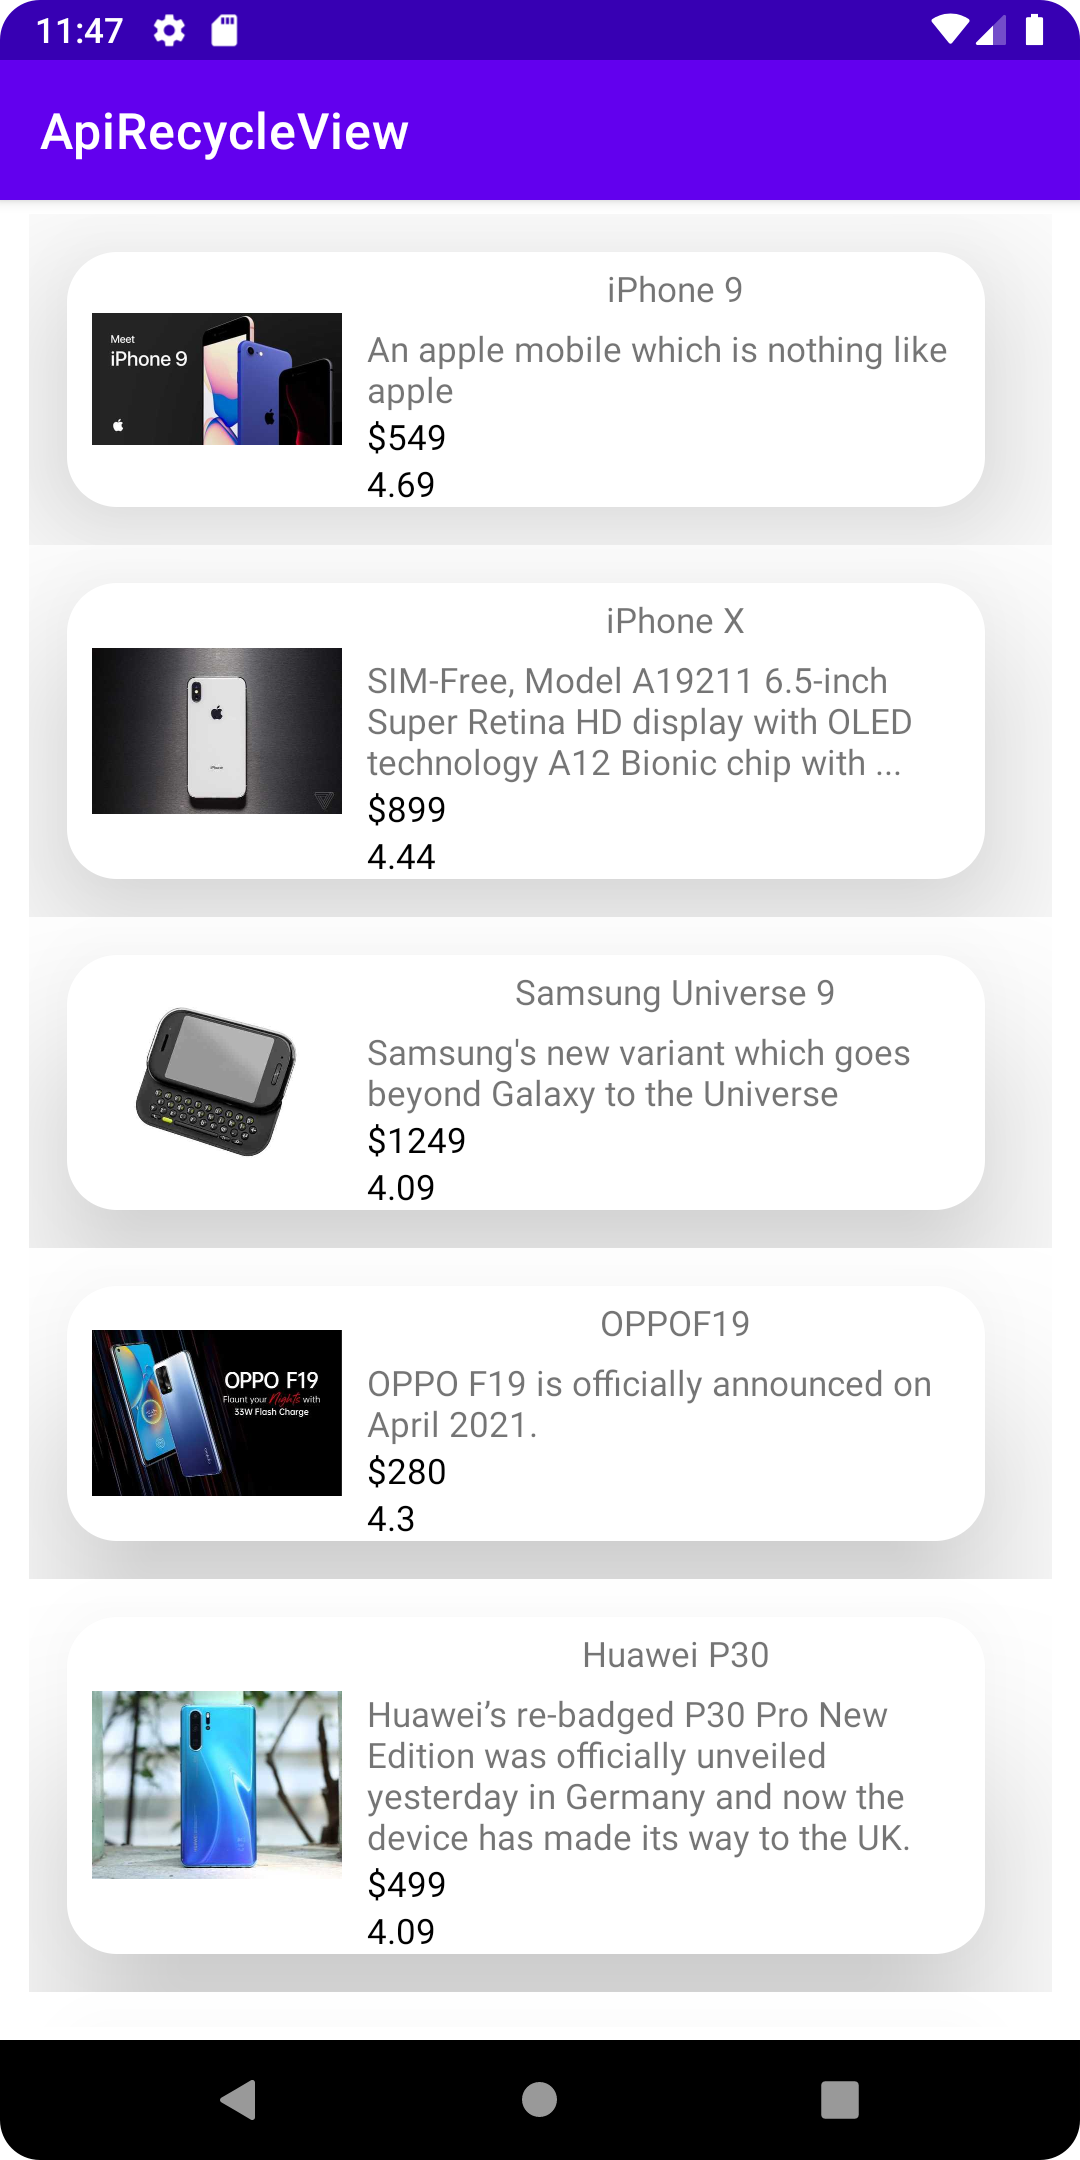 11:47
ApiRecycleView
iPhone 9
Meet
iPhone 9
An apple mobile which is nothing like
apple
$549
4.69
iPhone X
SIM-Free, Model A19211 6.5-inch
Super Retina HD display with OLED
technology A12 Bionic chip with ...
$899
4.44
Samsung Universe 9
Samsung's new variant which goes
beyond Galaxy to the Universe
$1249
4.09
OPPOF19
OPPO F19
Flaunt your Nights with
33W Flash Charge
OPPO F19 is officially announced on
April 2021.
$280
4.3
Huawei P30
Huawei’s re-badged P30 Pro New
Edition was officially unveiled
yesterday in Germany and now the
device has made its way to the UK.
$499
4.09